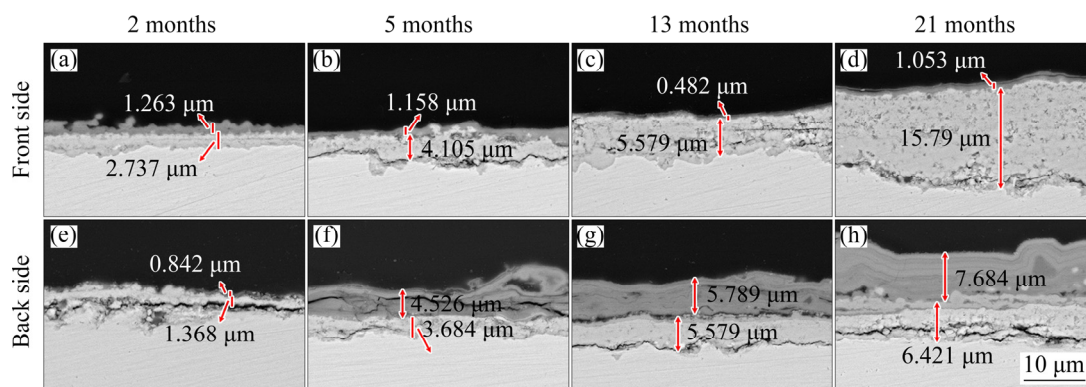 2 months
5 months
13 months
21 months
Front side
(a)
1.263 μm
2.737 μm
(b)
1.158 μm
4.105 μm
(c)
0.482 μm
5.579 μm
(d)
1.053 μm
15.79 μm
Back side
(e)
0.842 μm
1.368 μm
(f)
4.526 μm
3.684 μm
(g)
5.789 μm
5.579 μm
(h)
7.684 μm
6.421 μm
10 μm